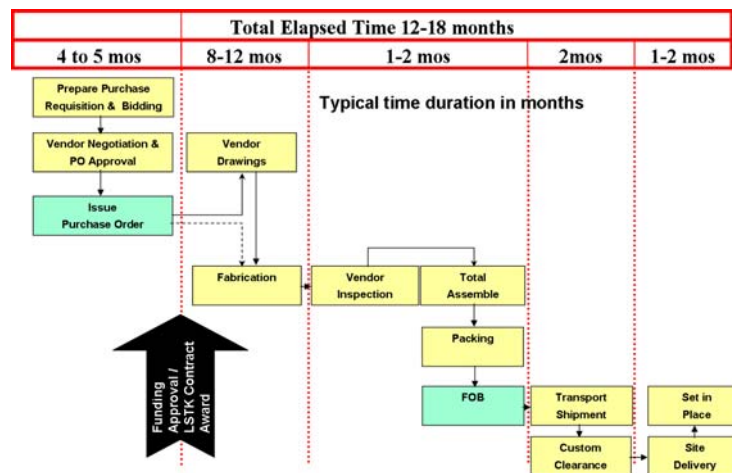 Total Elapsed Time 12-18 months
4 to 5 mos
8-12 mos
1-2 mos
2mos
1-2 mos
Typical time duration in months
Prepare Purchase
Requisition & Bidding
Vendor Negotiation &
PO Approval
Vendor
Drawings
Issue
Purchase Order
Fabrication
Vendor
Inspection
Total
Assemble
Packing
FOB
Transport
Shipment
Set in
Place
Custom
Clearance
Site
Delivery
Funding
Approval /
LSTK Contract
Award